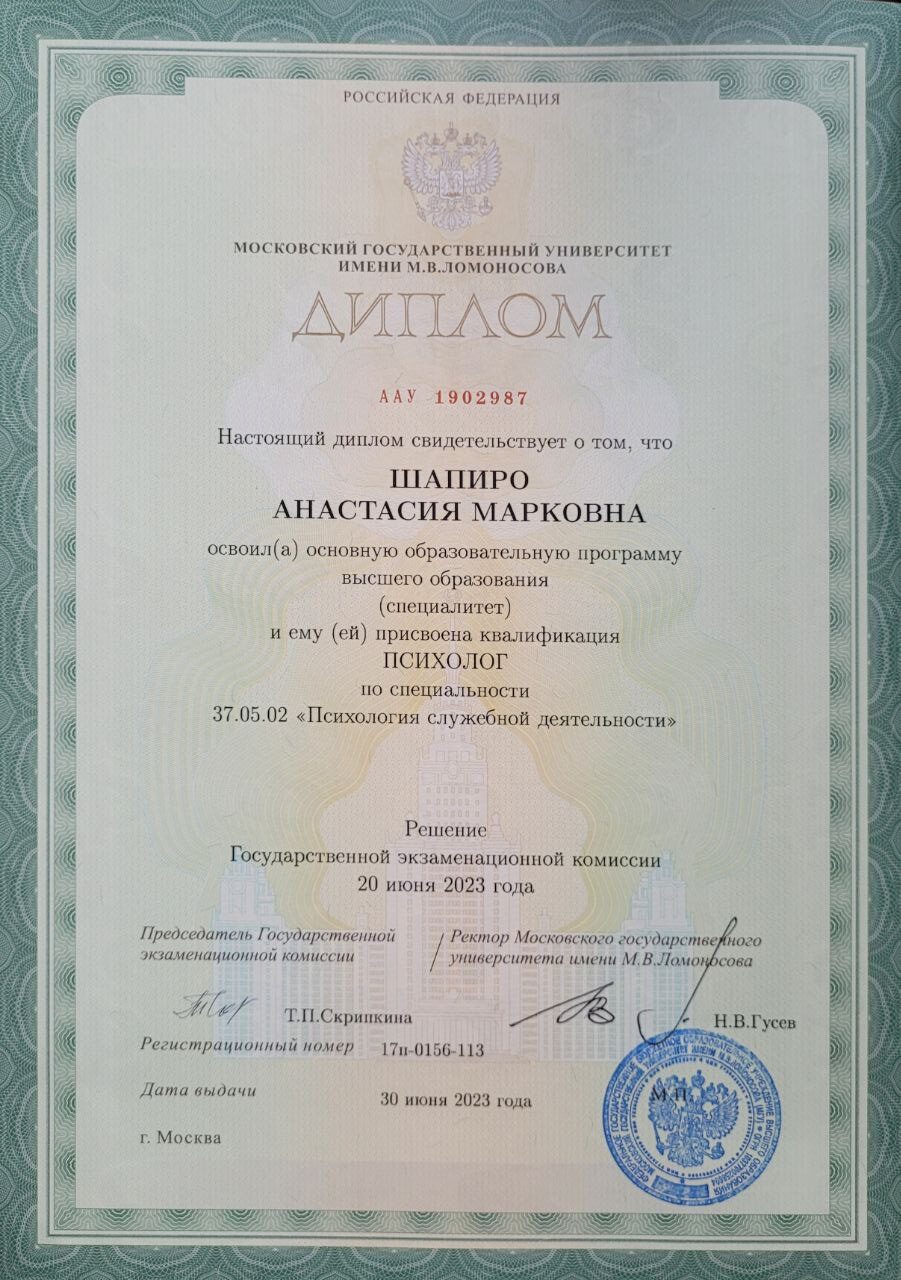 РОССИЙСКАЯ ФЕДЕРАЦИЯ
МОСКОВСКИЙ ГОСУДАРСТВЕННЫЙ УНИВЕРСИТЕТ
ИМЕНИ М.В.ЛОМОНОСОВА
ДИПЛОМ
ААУ 1902987
Настоящий диплом свидетельствует о том, что
ШАПИРО
АНАСТАСИЯ МАРКОВНА
освоил(а) основную образовательную программу
высшего образования
(специалитет)
и ему (ей) присвоена квалификация
ПСИХОЛОГ
по специальности
37.05.02 «Психология служебной деятельности»
Решение
Государственной экзаменационной комиссии
20 июня 2023 года
Председатель Государственной
экзаменационной комиссии
/ Ректор Московского государственного
университета имени М.В.Ломоносова
Т.П.Скрипкина
Н.В.Гусев
Регистрационный номер 17п-0156-113
М.П.
Дата выдачи 30 июня 2023 года
г. Москва